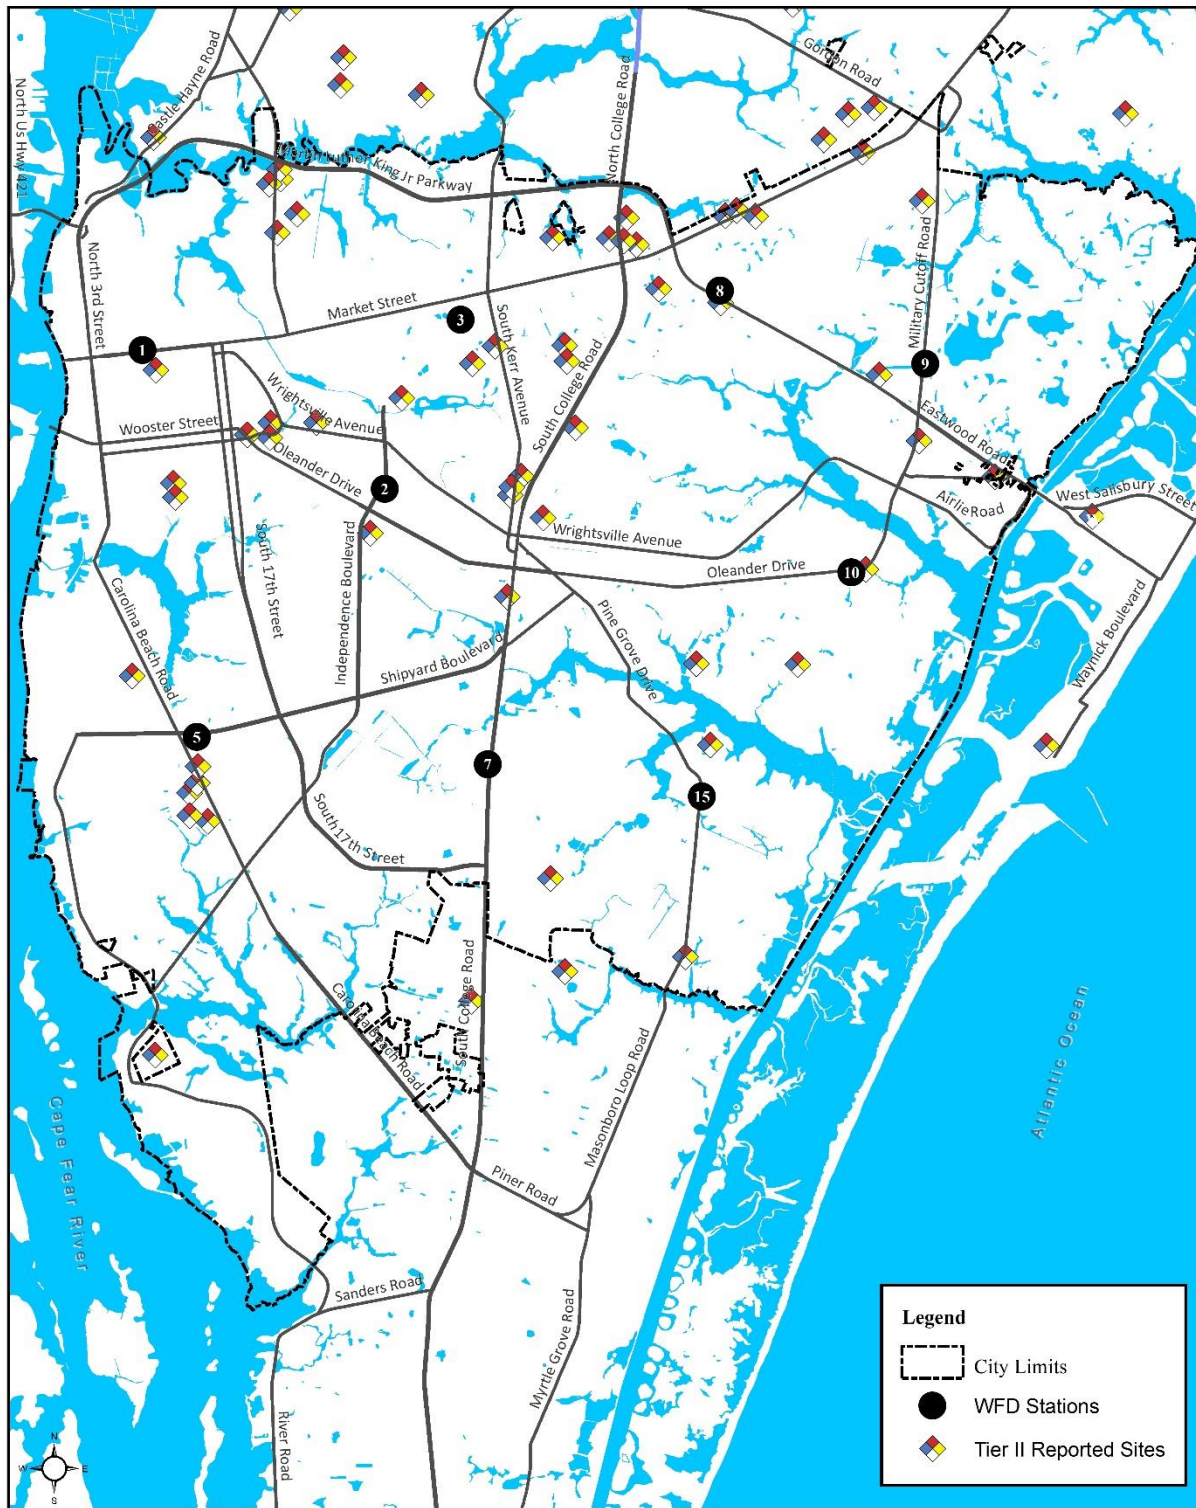 Gordon Road
Castle Hayne Road
North College Road
North Us Hwy 421
Martin Luther King Jr Parkway
Military Cutoff Road
North 3rd Street
8
Market Street
3
South Kerr Avenue
1
9
South College Road
Wrightsville Avenue
Eastwood Road
Wooster Street
Oleander Drive
2
West Salisbury Street
Airlie Road
South 17th Street
Wrightsville Avenue
Independence Boulevard
Oleander Drive
10
Carolina Beach Road
Pine Grove Drive
Waynick Boulevard
Shipyard Boulevard
5
7
15
South 17th Street
South College Road
Carolina Beach Road
Atlantic Ocean
Masonboro Loop Road
Cape Fear River
Piner Road
Sanders Road
Myrtle Grove Road
River Road
Legend
City Limits
WFD Stations
Tier II Reported Sites
N
W E
S